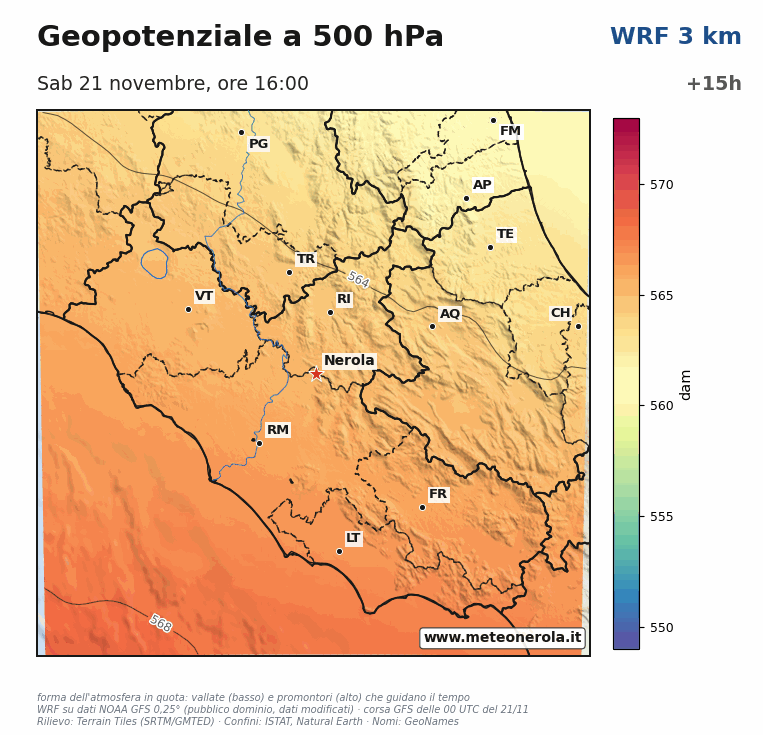 Geopotenziale a 500 hPa
WRF 3 km
Sab 21 novembre, ore 16:00
+15h
FM
PG
AP
TE
TR
564
VT
RI
AQ
CH
Nerola
RM
FR
LT
568
www.meteonerola.it
570
565
560
555
550
dam
forma dell'atmosfera in quota: vallate (basso) e promontori (alto) che guidano il tempo
WRF su dati NOAA GFS 0,25° (pubblico dominio, dati modificati) · corsa GFS delle 00 UTC del 21/11
Rilievo: Terrain Tiles (SRTM/GMTED) · Confini: ISTAT, Natural Earth · Nomi: GeoNames